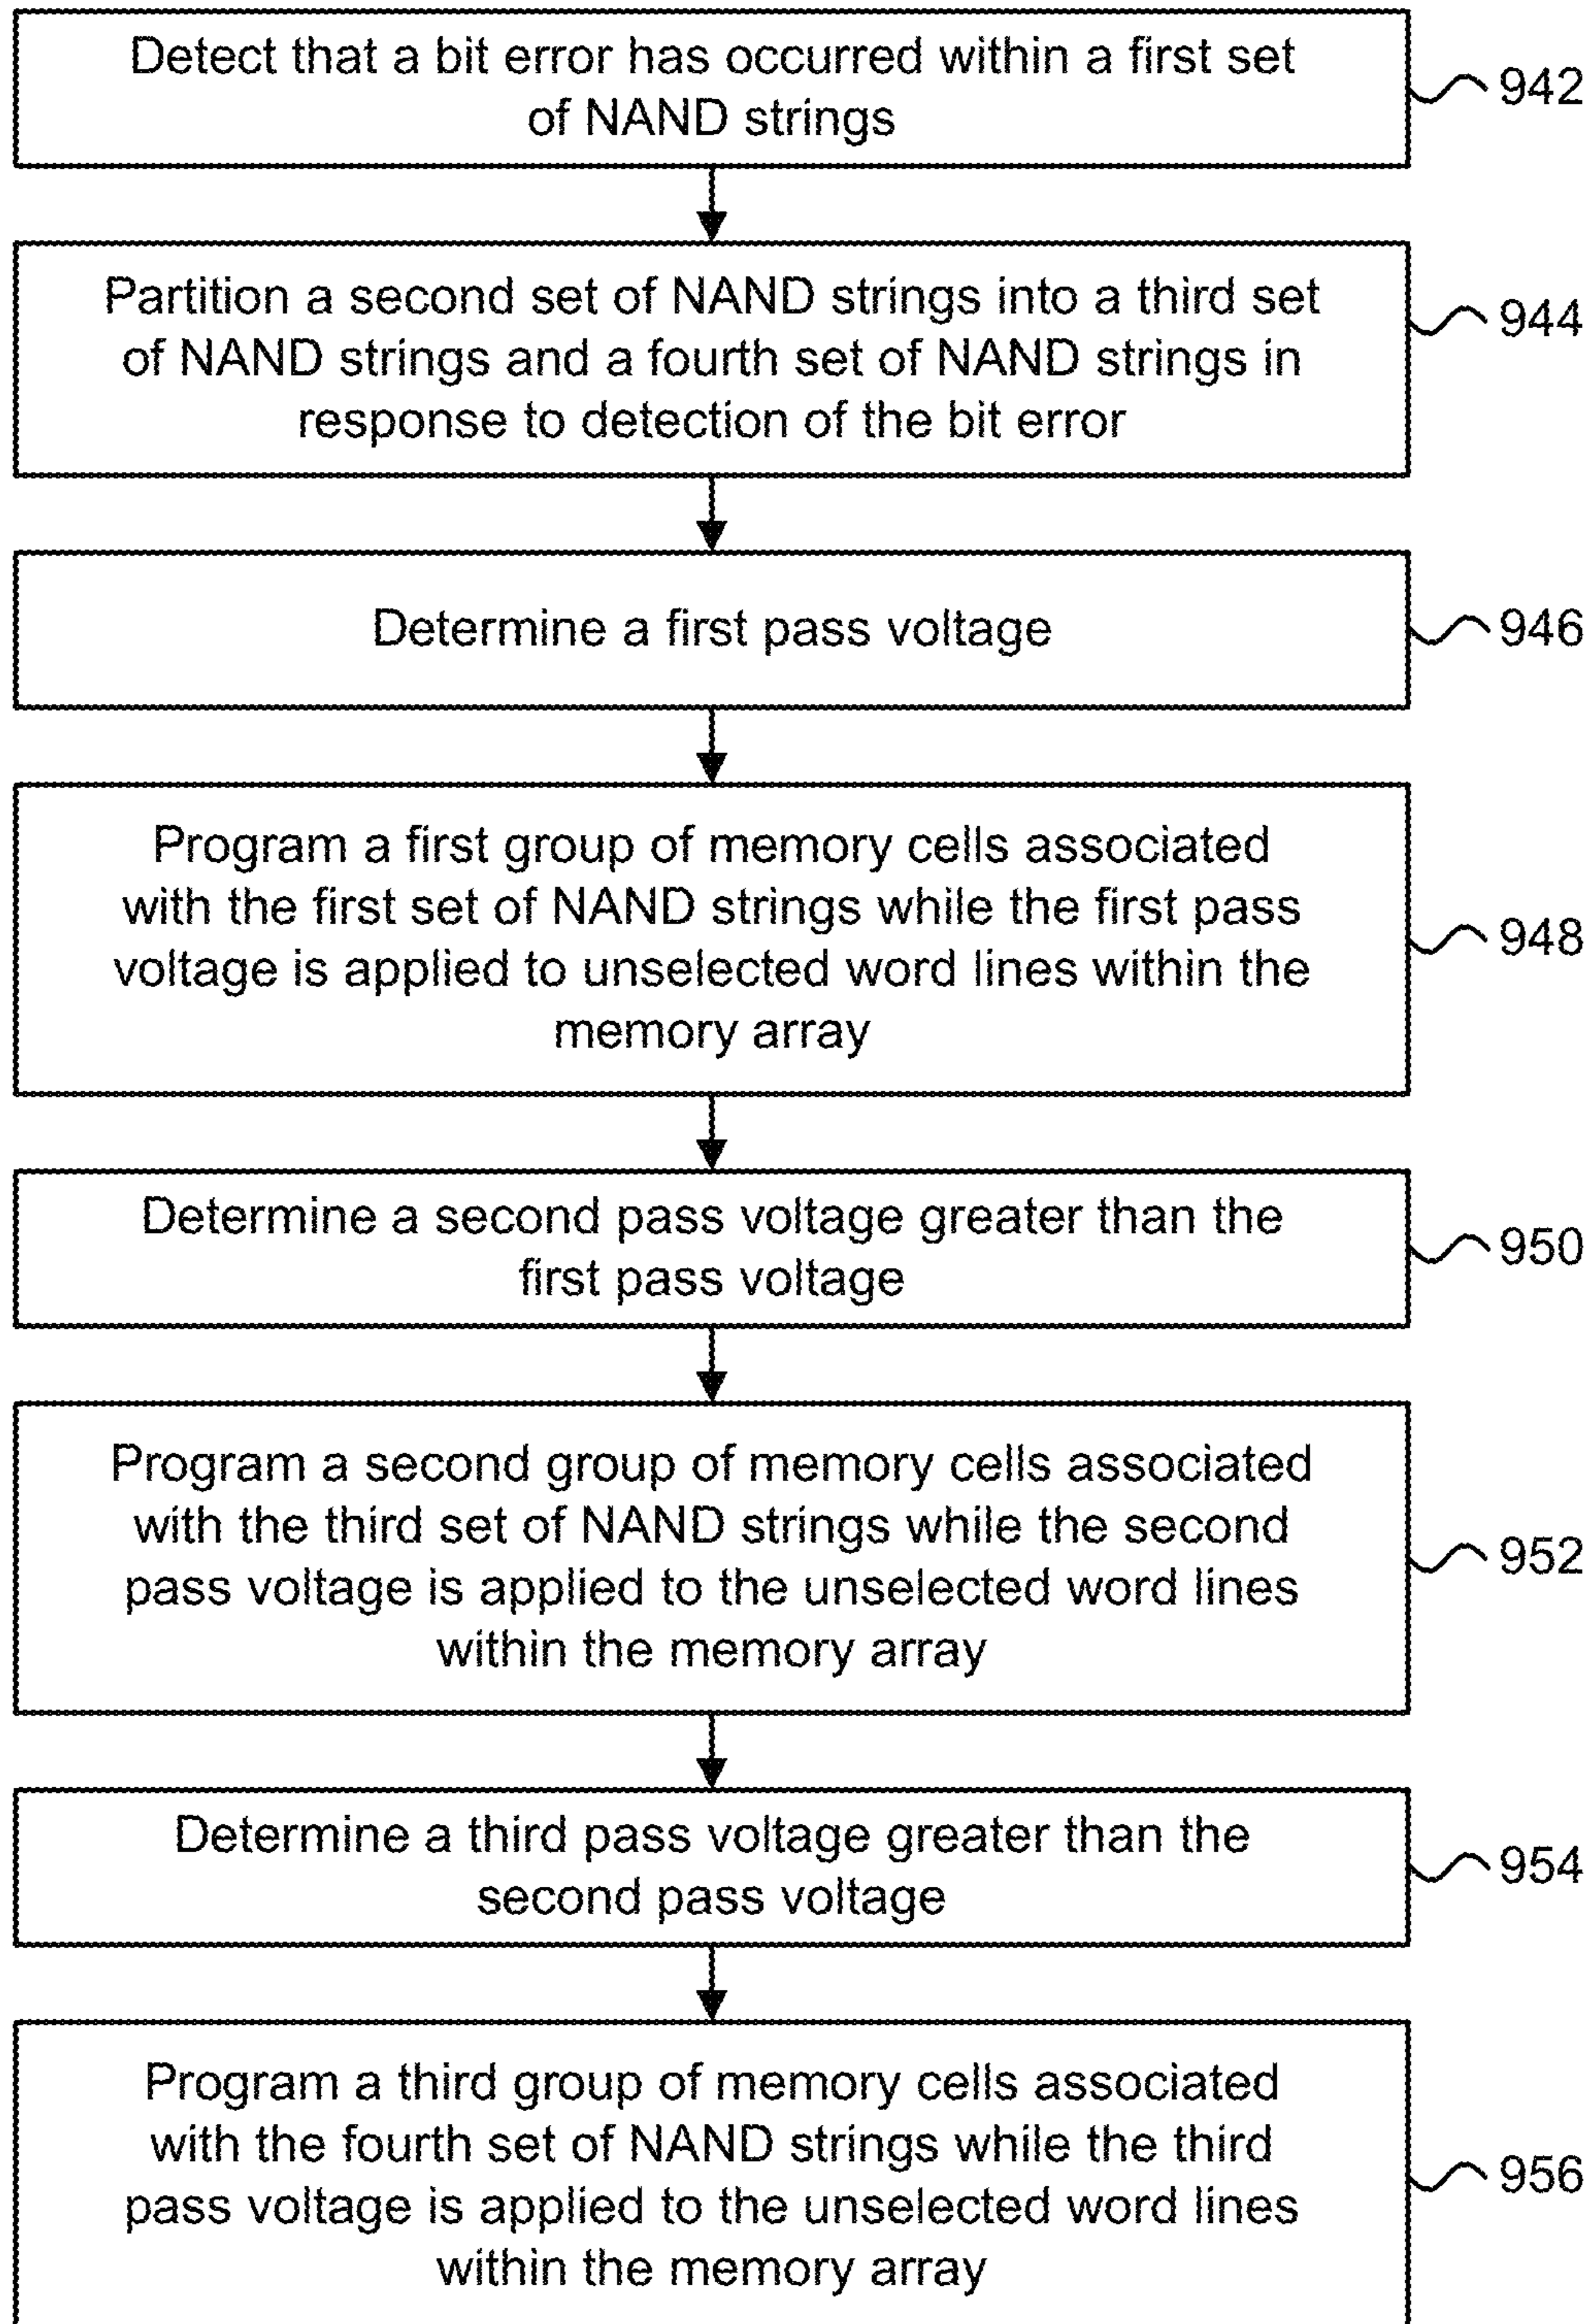 Detect that a bit error has occurred within a first set
of NAND strings
942
Partition a second set of NAND strings into a third set
of NAND strings and a fourth set of NAND strings in
response to detection of the bit error
944
Determine a first pass voltage
946
Program a first group of memory cells associated
with the first set of NAND strings while the first pass
voltage is applied to unselected word lines within the
memory array
948
Determine a second pass voltage greater than the
first pass voltage
950
Program a second group of memory cells associated
with the third set of NAND strings while the second
pass voltage is applied to the unselected word lines
within the memory array
952
Determine a third pass voltage greater than the
second pass voltage
954
Program a third group of memory cells associated
with the fourth set of NAND strings while the third
pass voltage is applied to the unselected word lines
within the memory array
956